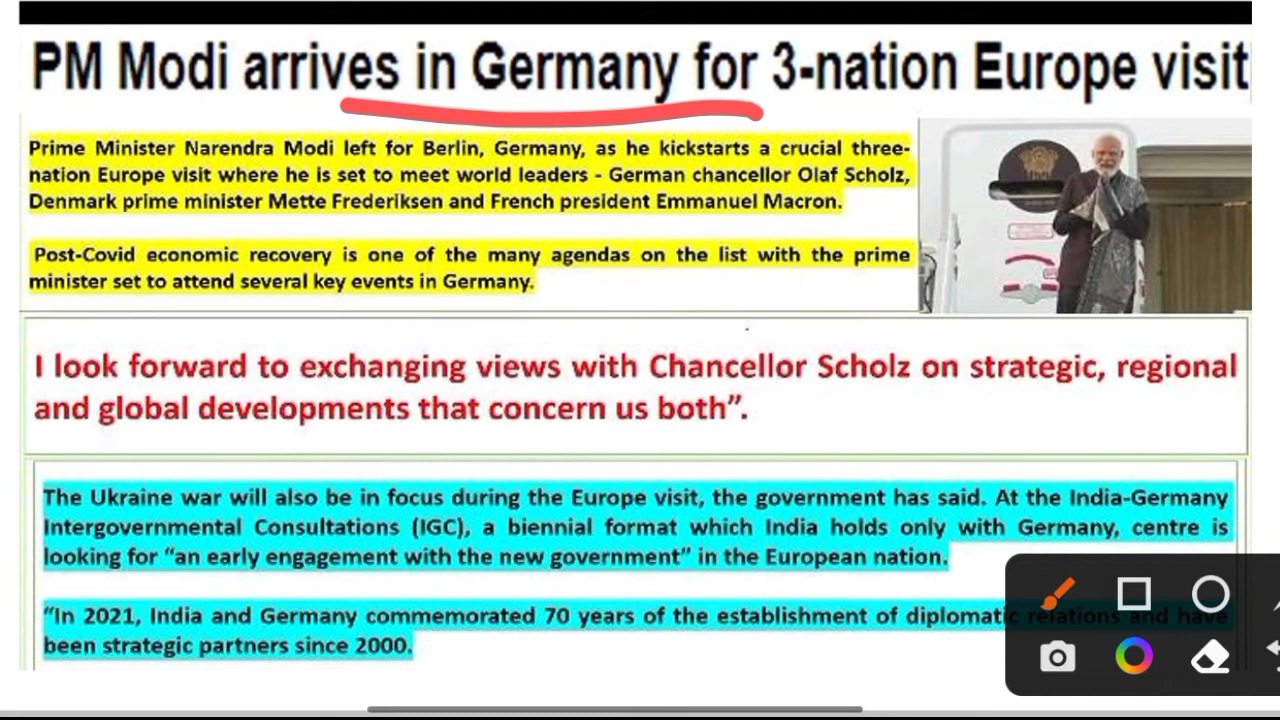 PM Modi arrives in Germany for 3-nation Europe visit
Prime Minister Narendra Modi left for Berlin, Germany, as he kickstarts a crucial three-
nation Europe visit where he is set to meet world leaders - German chancellor Olaf Scholz,
Denmark prime minister Mette Frederiksen and French president Emmanuel Macron.
Post-Covid economic recovery is one of the many agendas on the list with the prime
minister set to attend several key events in Germany.
I look forward to exchanging views with Chancellor Scholz on strategic, regional
and global developments that concern us both”.
The Ukraine war will also be in focus during the Europe visit, the government has said. At the India-Germany
Intergovernmental Consultations (IGC), a biennial format which India holds only with Germany, centre is
looking for “an early engagement with the new government” in the European nation.
“In 2021, India and Germany commemorated 70 years of the establishment of diplomatic relations and have
been strategic partners since 2000.